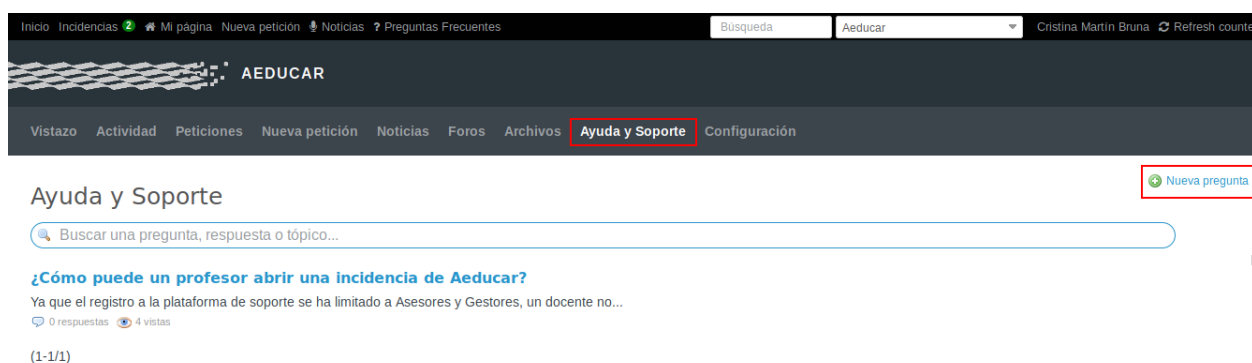 Inicio Incidencias 2 Mi página Nueva petición Noticias ? Preguntas Frecuentes Búsqueda Aeducar Cristina Martín Bruna Refresh counte
AEDUCAR
Vistazo Actividad Peticiones Nueva petición Noticias Foros Archivos Ayuda y Soporte Configuración
Nueva pregunta
Ayuda y Soporte
Buscar una pregunta, respuesta o tópico...
¿Cómo puede un profesor abrir una incidencia de Aeducar?
Ya que el registro a la plataforma de soporte se ha limitado a Asesores y Gestores, un docente no...
0 respuestas 4 vistas
(1-1/1)